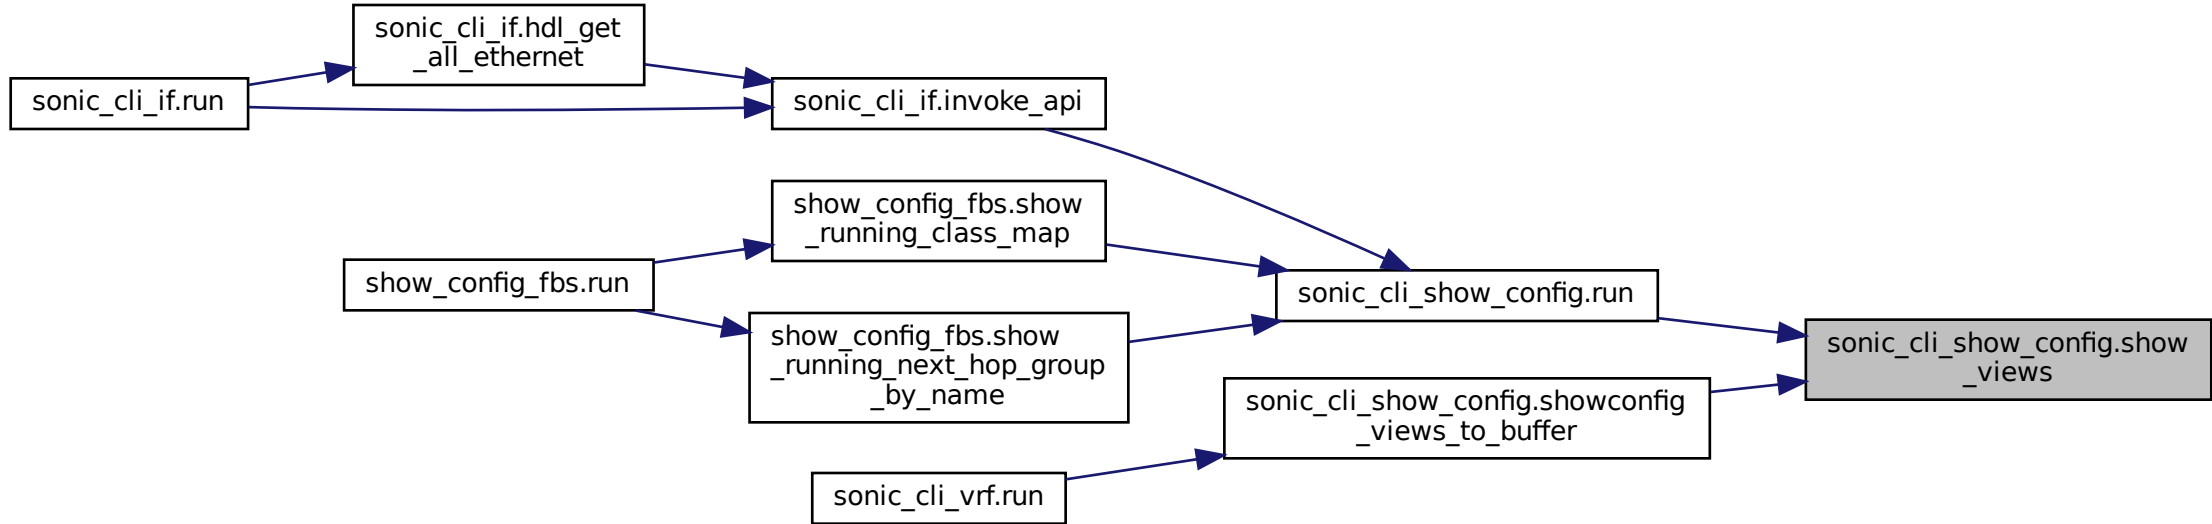 sonic_cli_if.hdl_get
_all_ethernet
sonic_cli_if.run
sonic_cli_if.invoke_api
show_config_fbs.show
_running_class_map
show_config_fbs.run
sonic_cli_show_config.run
show_config_fbs.show
_running_next_hop_group
_by_name
sonic_cli_show_config.show
_views
sonic_cli_show_config.showconfig
_views_to_buffer
sonic_cli_vrf.run